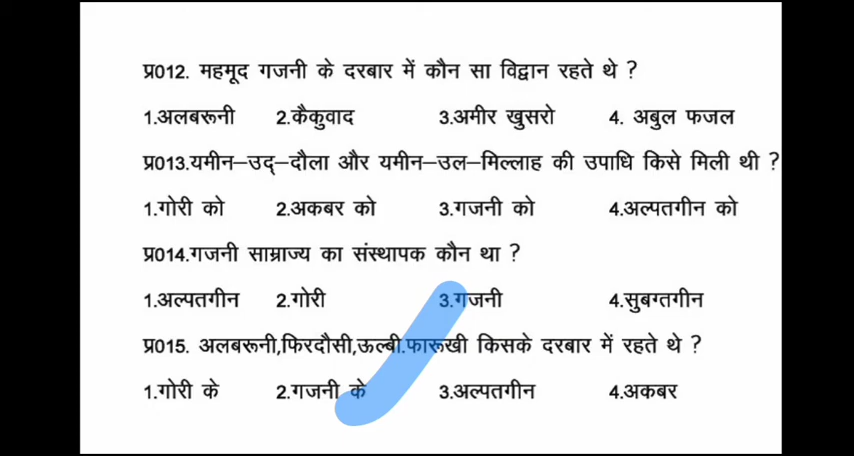 प्र012. महमूद गजनी के दरबार में कौन सा विद्वान रहते थे ?
1.अलबरूनी 2.कैकुवाद 3.अमीर खुसरो 4. अबुल फजल
प्र013.यमीन–उद्–दौला और यमीन–उल–मिल्लाह की उपाधि किसे मिली थी ?
1.गोरी को 2.अकबर को 3.गजनी को 4.अल्पतगीन को
प्र014.गजनी साम्राज्य का संस्थापक कौन था ?
1.अल्पतगीन 2.गोरी 3.गजनी 4.सुबग्तगीन
प्र015. अलबरूनी,फिरदौसी,ऊल्बी.फारूखी किसके दरबार में रहते थे ?
1.गोरी के 2.गजनी के 3.अल्पतगीन 4.अकबर